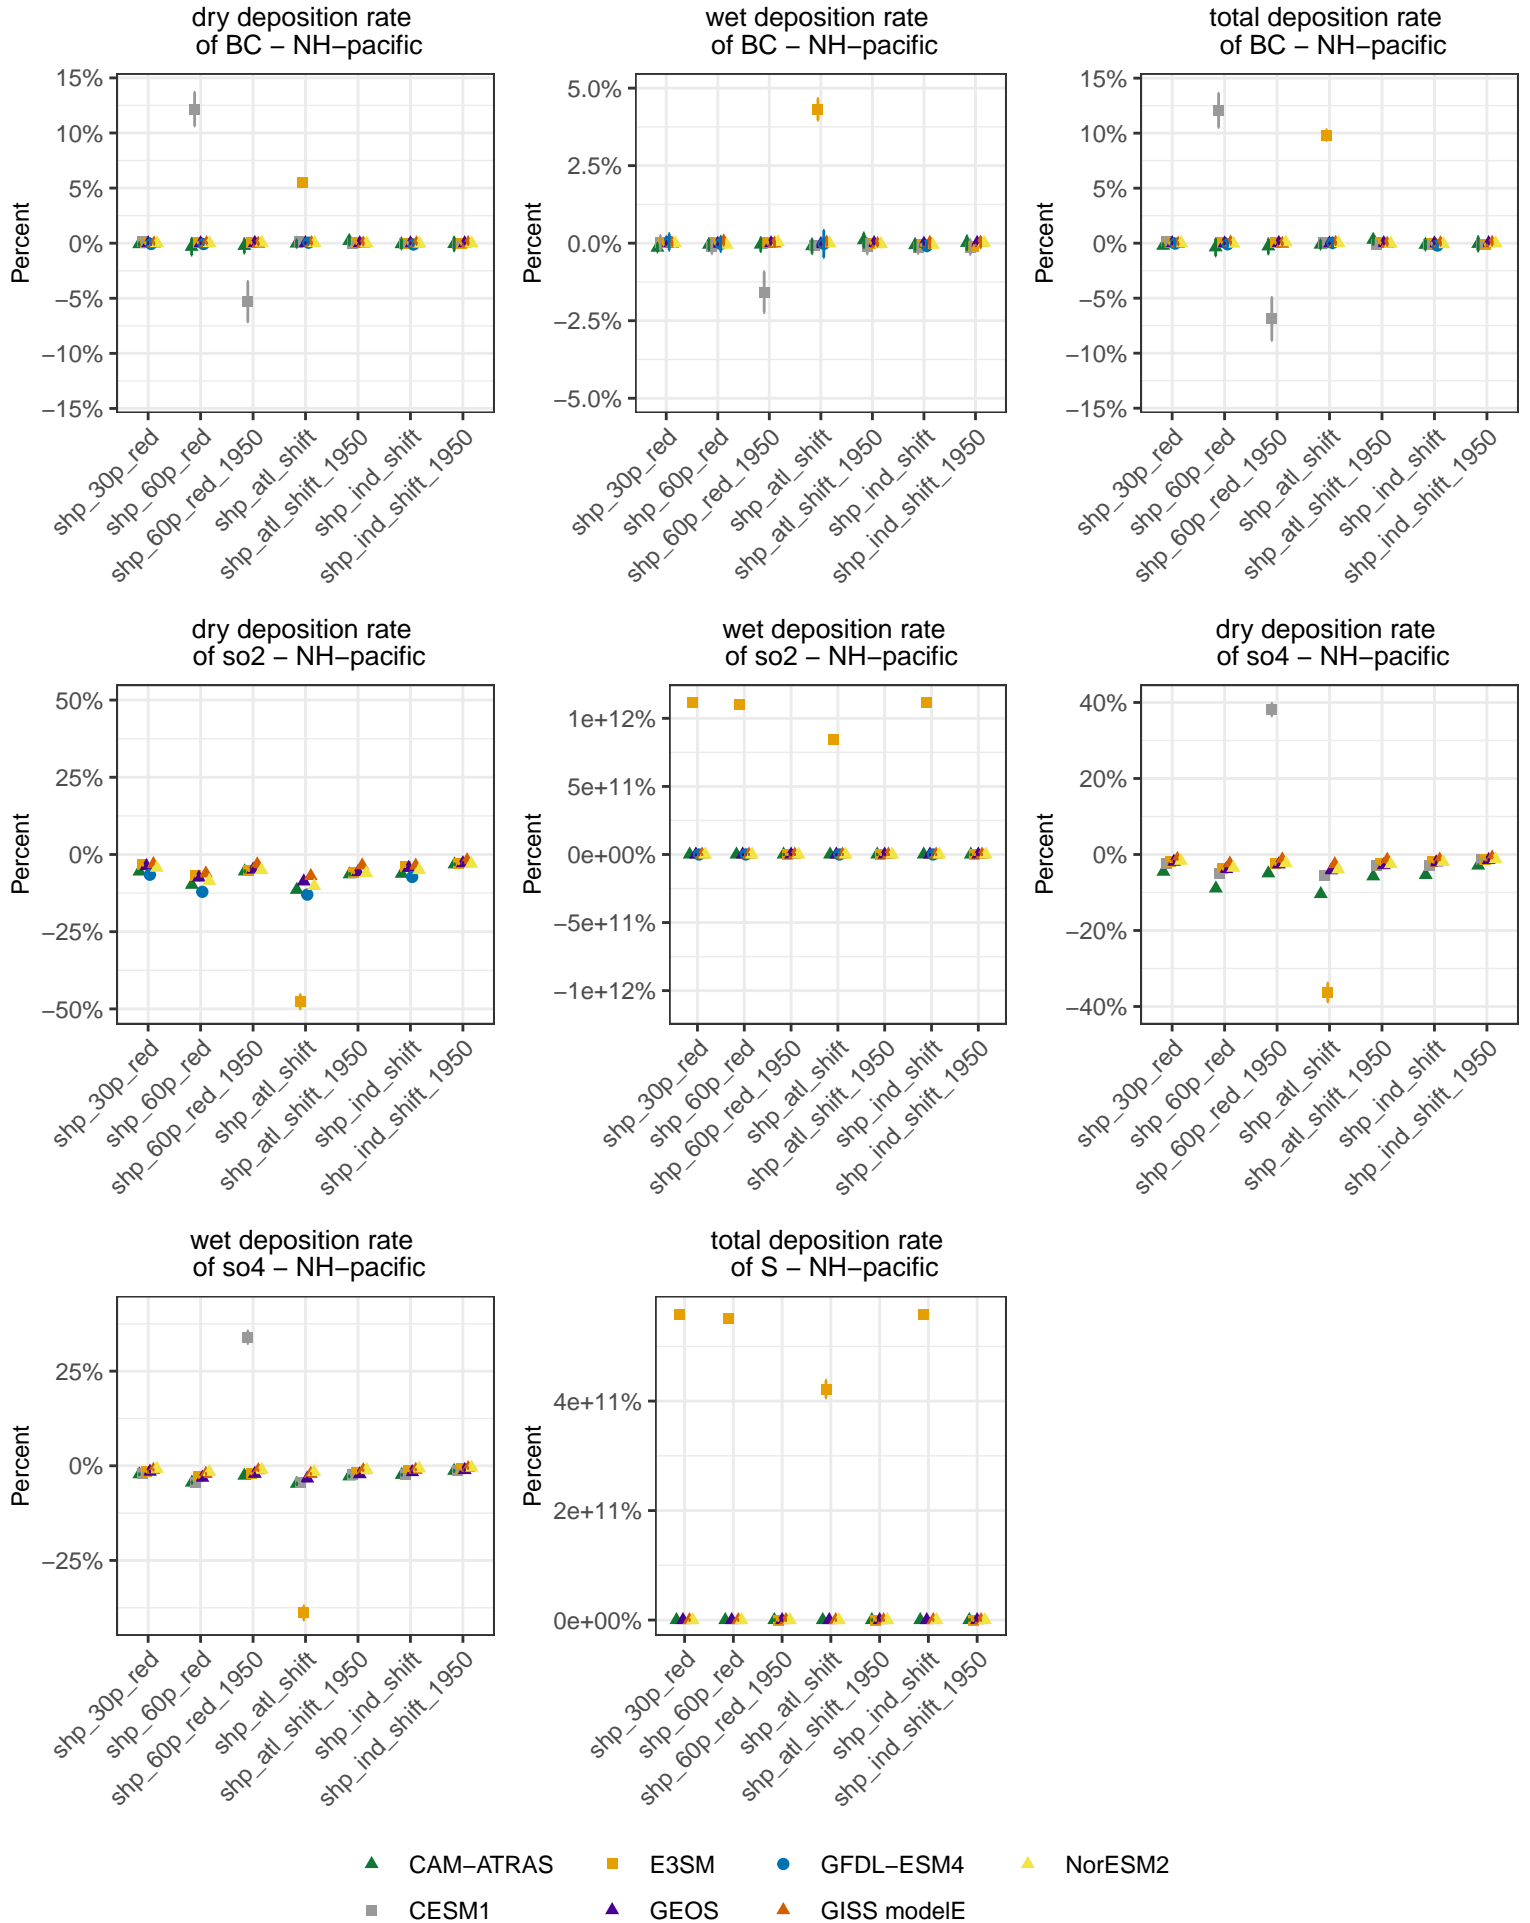 dry deposition rate
of BC − NH−pacific
Percent
15%
10%
5%
0%
−5%
−10%
−15%
shp_30p_red
shp_60p_red
shp_60p_red_1950
shp_atl_shift
shp_atl_shift_1950
shp_ind_shift
shp_ind_shift_1950
wet deposition rate
of BC − NH−pacific
Percent
5.0%
2.5%
0.0%
−2.5%
−5.0%
shp_30p_red
shp_60p_red
shp_60p_red_1950
shp_atl_shift
shp_atl_shift_1950
shp_ind_shift
shp_ind_shift_1950
total deposition rate
of BC − NH−pacific
Percent
15%
10%
5%
0%
−5%
−10%
−15%
shp_30p_red
shp_60p_red
shp_60p_red_1950
shp_atl_shift
shp_atl_shift_1950
shp_ind_shift
shp_ind_shift_1950
dry deposition rate
of so2 − NH−pacific
Percent
50%
25%
0%
−25%
−50%
shp_30p_red
shp_60p_red
shp_60p_red_1950
shp_atl_shift
shp_atl_shift_1950
shp_ind_shift
shp_ind_shift_1950
wet deposition rate
of so2 − NH−pacific
Percent
1e+12%
5e+11%
0e+00%
−5e+11%
−1e+12%
shp_30p_red
shp_60p_red
shp_60p_red_1950
shp_atl_shift
shp_atl_shift_1950
shp_ind_shift
shp_ind_shift_1950
dry deposition rate
of so4 − NH−pacific
Percent
40%
20%
0%
−20%
−40%
shp_30p_red
shp_60p_red
shp_60p_red_1950
shp_atl_shift
shp_atl_shift_1950
shp_ind_shift
shp_ind_shift_1950
wet deposition rate
of so4 − NH−pacific
Percent
25%
0%
−25%
shp_30p_red
shp_60p_red
shp_60p_red_1950
shp_atl_shift
shp_atl_shift_1950
shp_ind_shift
shp_ind_shift_1950
total deposition rate
of S − NH−pacific
Percent
4e+11%
2e+11%
0e+00%
shp_30p_red
shp_60p_red
shp_60p_red_1950
shp_atl_shift
shp_atl_shift_1950
shp_ind_shift
shp_ind_shift_1950
CAM−ATRAS E3SM GFDL−ESM4 NorESM2
CESM1 GEOS GISS modelE